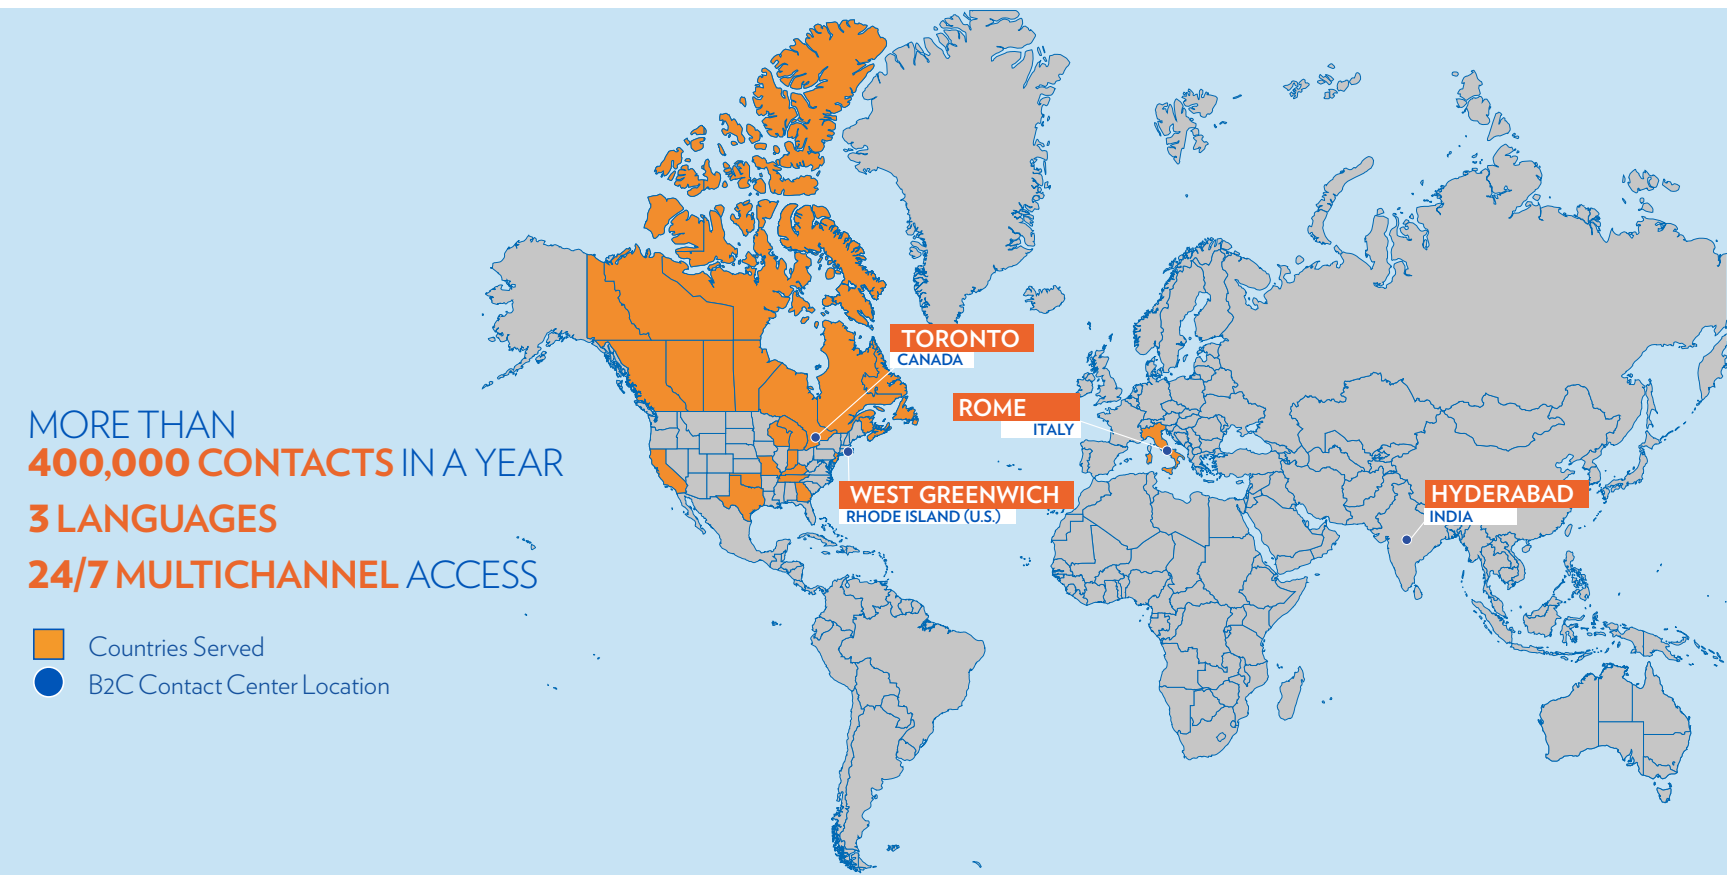 MORE THAN
400,000 CONTACTS IN A YEAR
3 LANGUAGES
24/7 MULTICHANNEL ACCESS
Countries Served
B2C Contact Center Location
TORONTO
CANADA
ROME
ITALY
WEST GREENWICH
RHODE ISLAND (U.S.)
HYDERABAD
INDIA